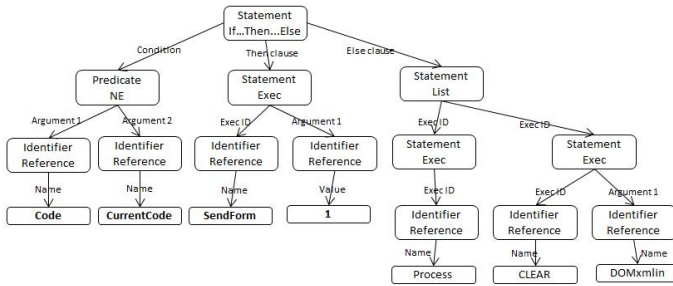 Statement
If...Then...Else
Condition
Then clause
Else clause
Predicate
NE
Statement
Exec
Statement
List
Argument 1
Argument 2
Exec ID
Argument1
Exec ID
Exec ID
Identifier
Reference
Identifier
Reference
Identifier
Reference
Identifier
Reference
Statement
Exec
Statement
Exec
Name
Name
Name
Value
Exec ID
Exec ID
Argument 1
Code
CurrentCode
SendForm
1
Identifier
Reference
Identifier
Reference
Identifier
Reference
Name
Name
Name
Process
CLEAR
DOMxmlin